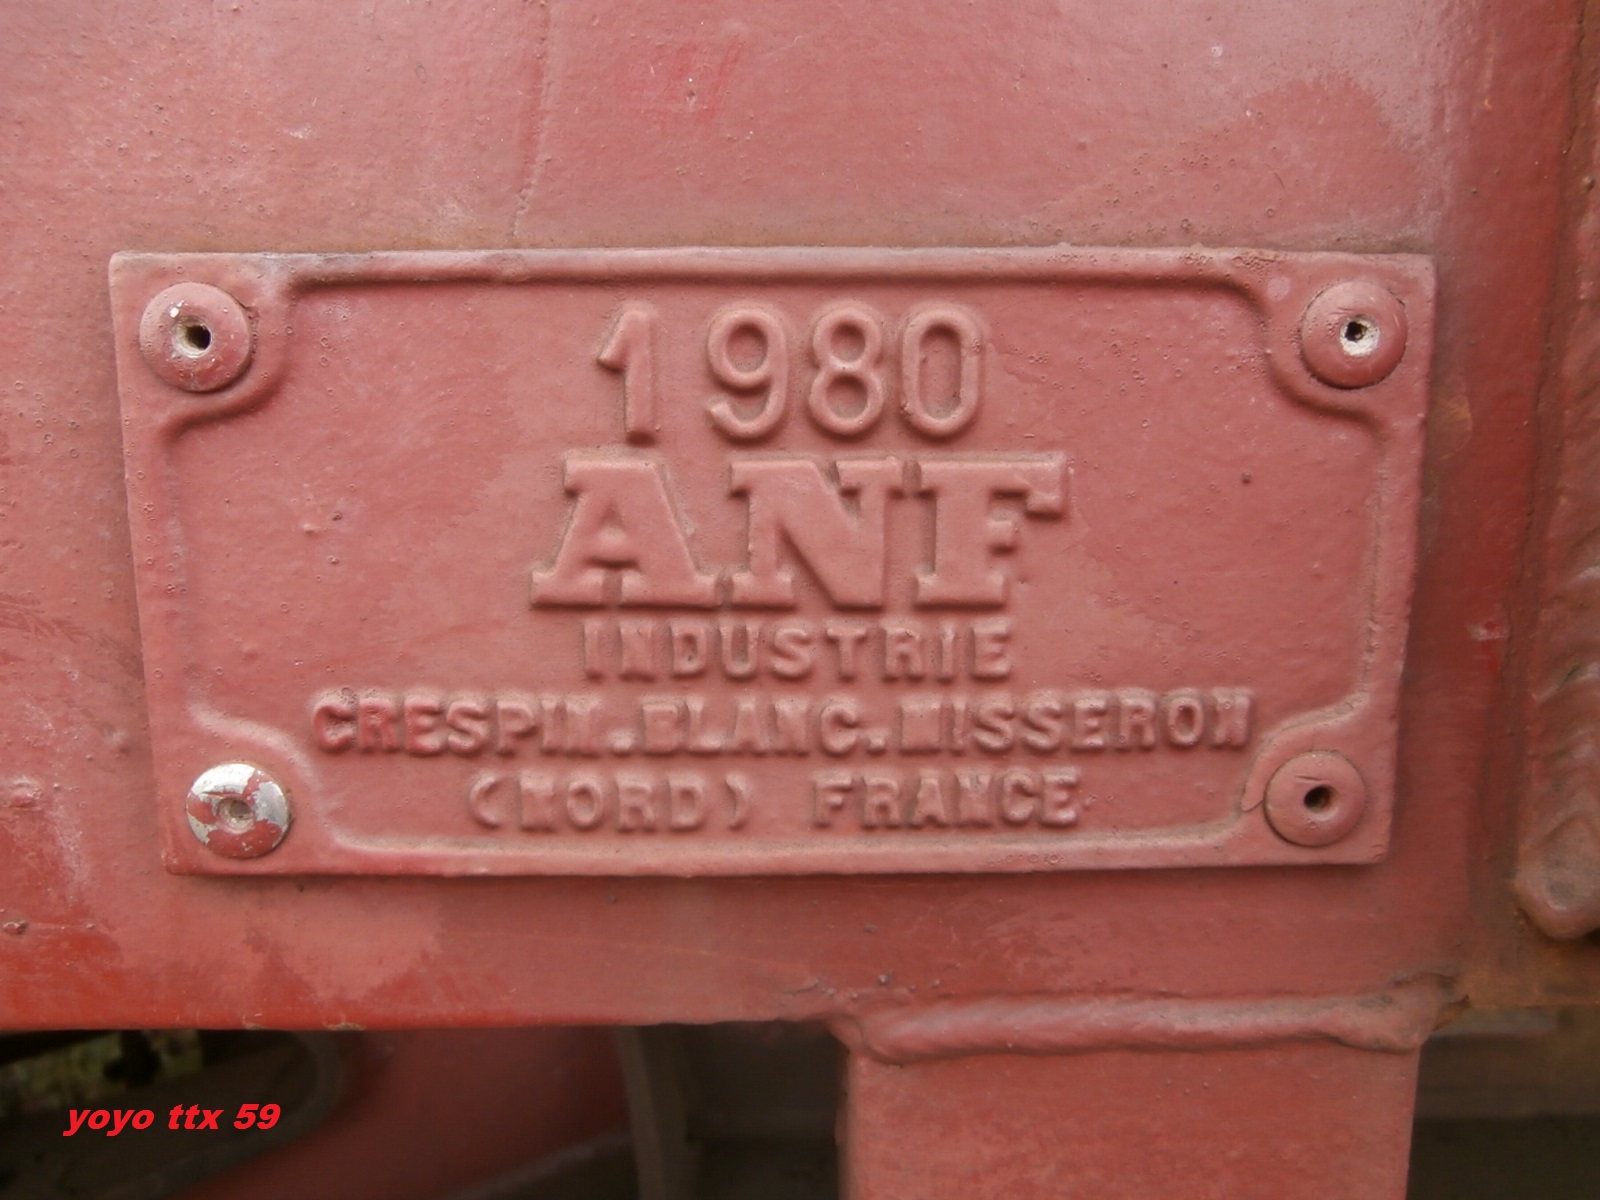 1980
ANF
INDUSTRIE
CRESPIN.BLANC.MISSERON
(NORD) FRANCE
yoyo ttx 59